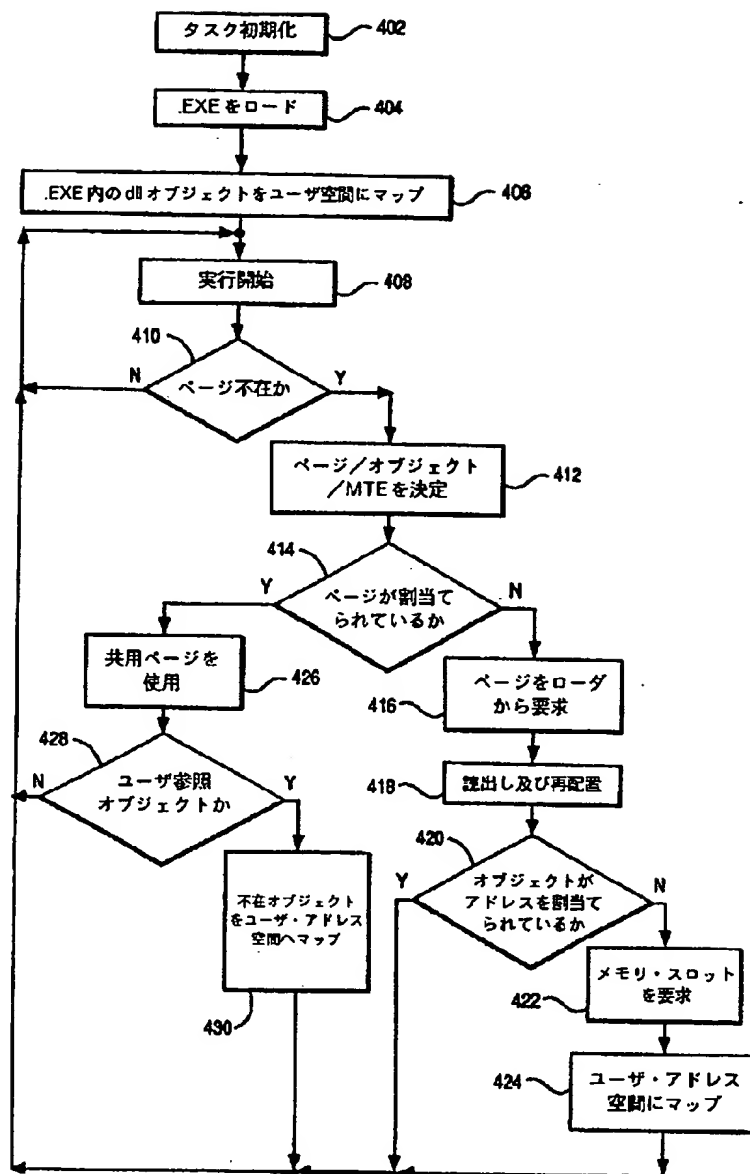 タスク初期化
402
.EXEをロード
404
.EXE内のdllオブジェクトをユーザ空間にマップ
406
実行開始
408
410
N
ページ不在か
Y
ページ/オブジェクト
/MTEを決定
412
414
Y
ページが割当て
られているか
N
共用ページを
使用
426
ページをローダ
から要求
416
428
N
ユーザ参照
オブジェクトか
Y
読出し及び再配置
418
420
Y
オブジェクトが
アドレスを割当て
られているか
N
不在オブジェクト
をユーザ・アドレス
空間へマップ
430
メモリ・スロット
を要求
422
424
ユーザ・アドレス
空間にマップ